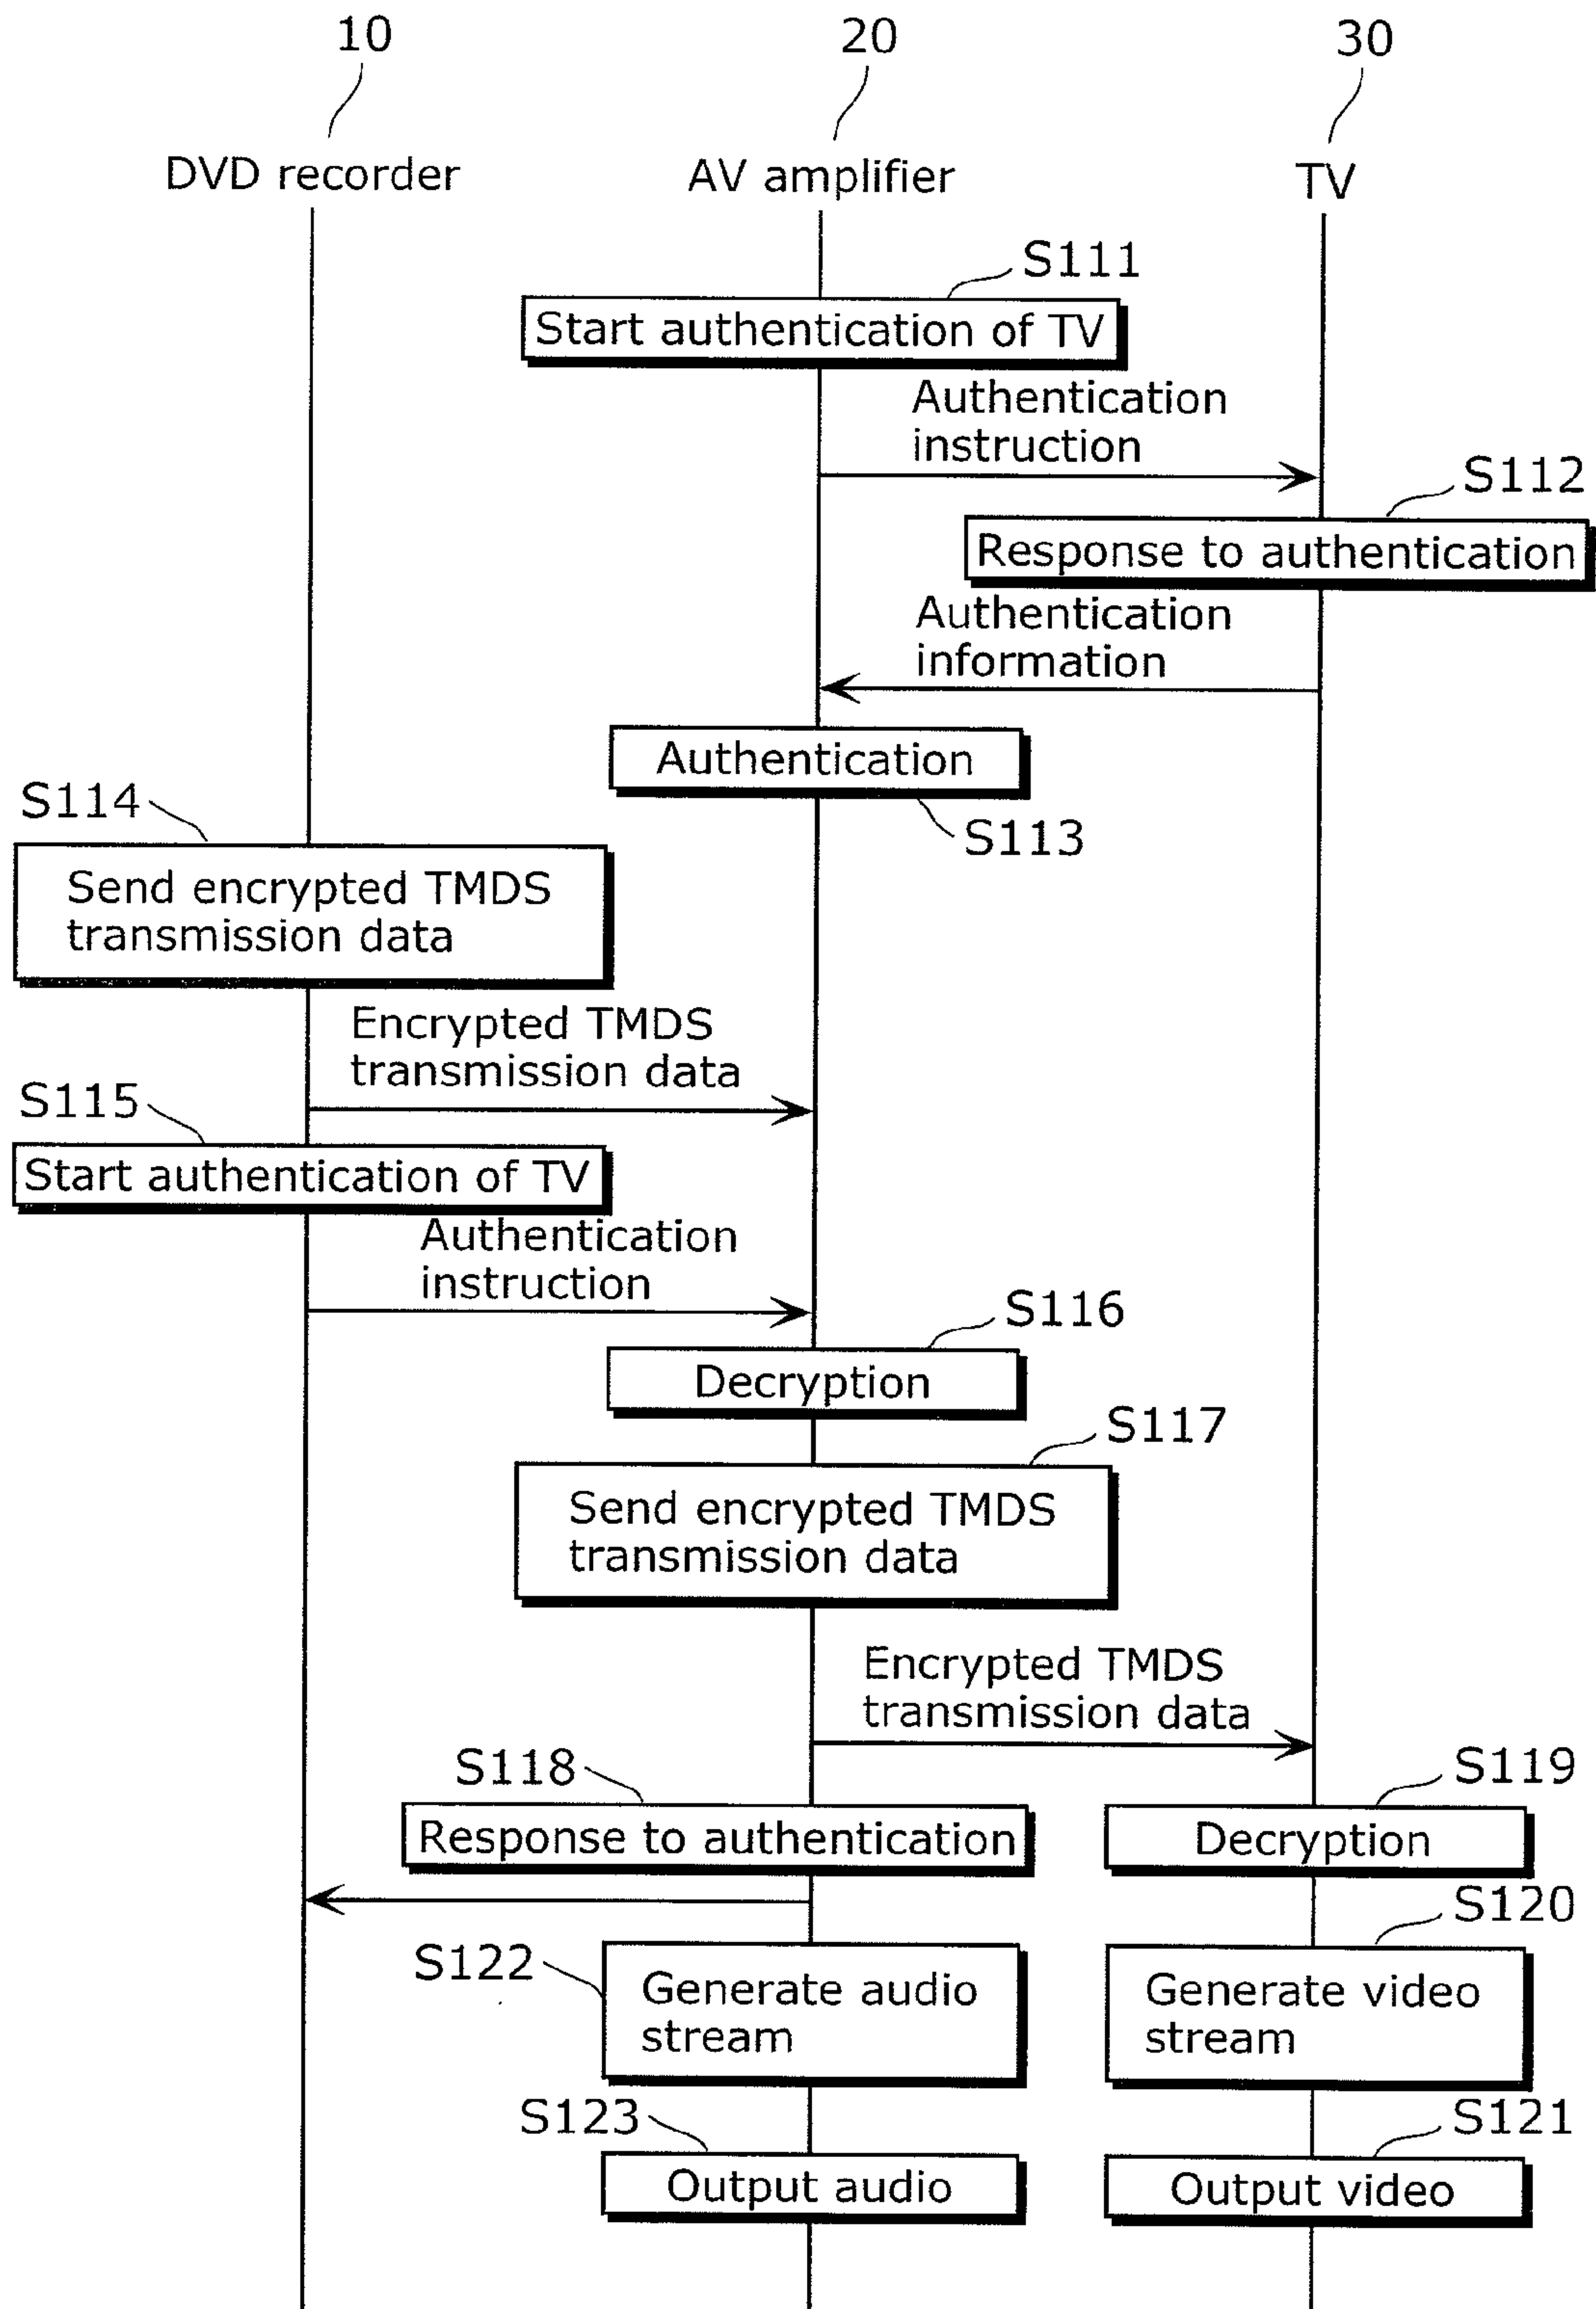 10
20
30
DVD recorder
AV amplifier
TV
S111
Start authentication of TV
Authentication
instruction
S112
Response to authentication
Authentication
information
Authentication
S113
S114
Send encrypted TMDS
transmission data
Encrypted TMDS
transmission data
S115
Start authentication of TV
Authentication
instruction
S116
Decryption
S117
Send encrypted TMDS
transmission data
Encrypted TMDS
transmission data
S118
Response to authentication
S119
Decryption
S120
S122
Generate audio
stream
Generate video
stream
S123
Output audio
S121
Output video